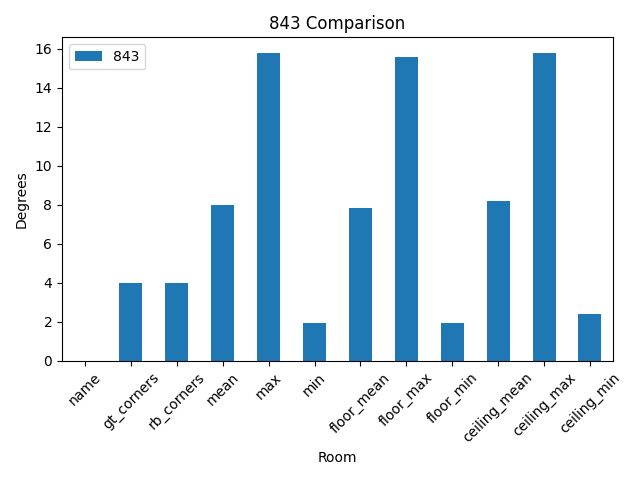 843 Comparison
843
16
14
12
10
8
6
4
2
0
Degrees
name
gt_corners
rb_corners
mean
max
min
floor_mean
floor_max
floor_min
ceiling_mean
ceiling_max
ceiling_min
Room